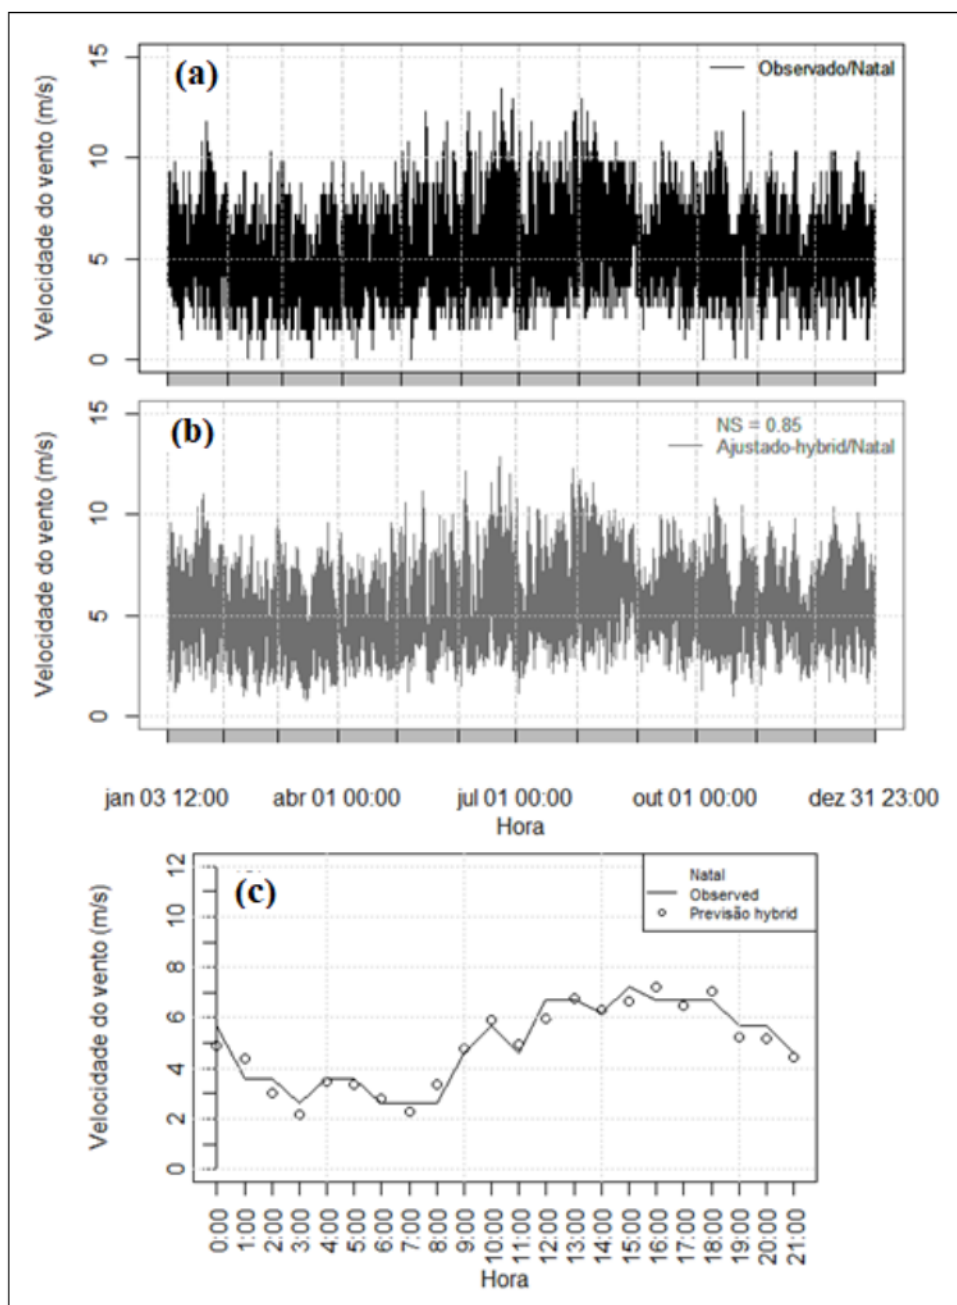 (a)
Observado/Natal
Velocidade do vento (m/s)
15
10
5
0
(b)
NS = 0.85
Ajustado-hybrid/Natal
Velocidade do vento (m/s)
15
10
5
0
jan 03 12:00 abr 01 00:00 jul 01 00:00 out 01 00:00 dez 31 23:00
Hora
(c)
Natal
Observed
Previsão hybrid
Velocidade do vento (m/s)
12
10
8
6
4
2
0
0:00 1:00 2:00 3:00 4:00 5:00 6:00 7:00 8:00 9:00 10:00 11:00 12:00 13:00 14:00 15:00 16:00 17:00 18:00 19:00 20:00 21:00
Hora